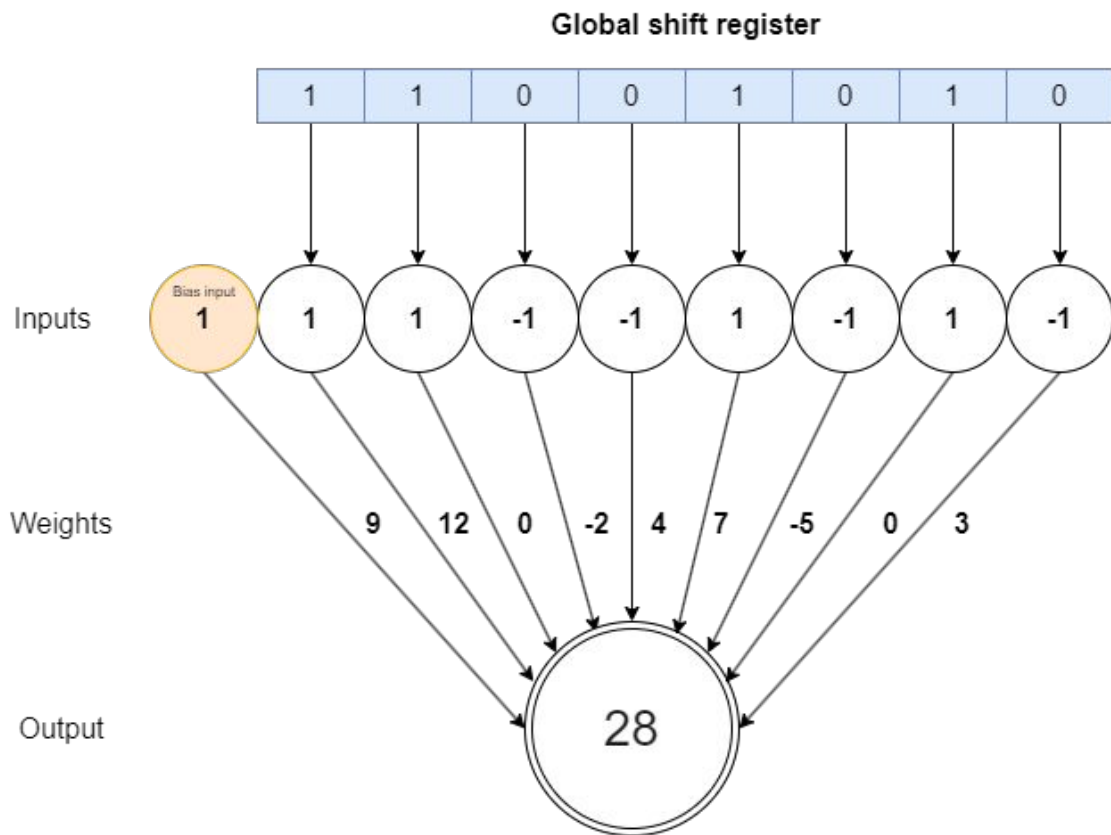 Global shift register
1 1 0 0 1 0 1 0
Bias input
Inputs 1 1 1 -1 -1 1 -1 1 -1
Weights 9 12 0 -2 4 7 -5 0 3
Output 28